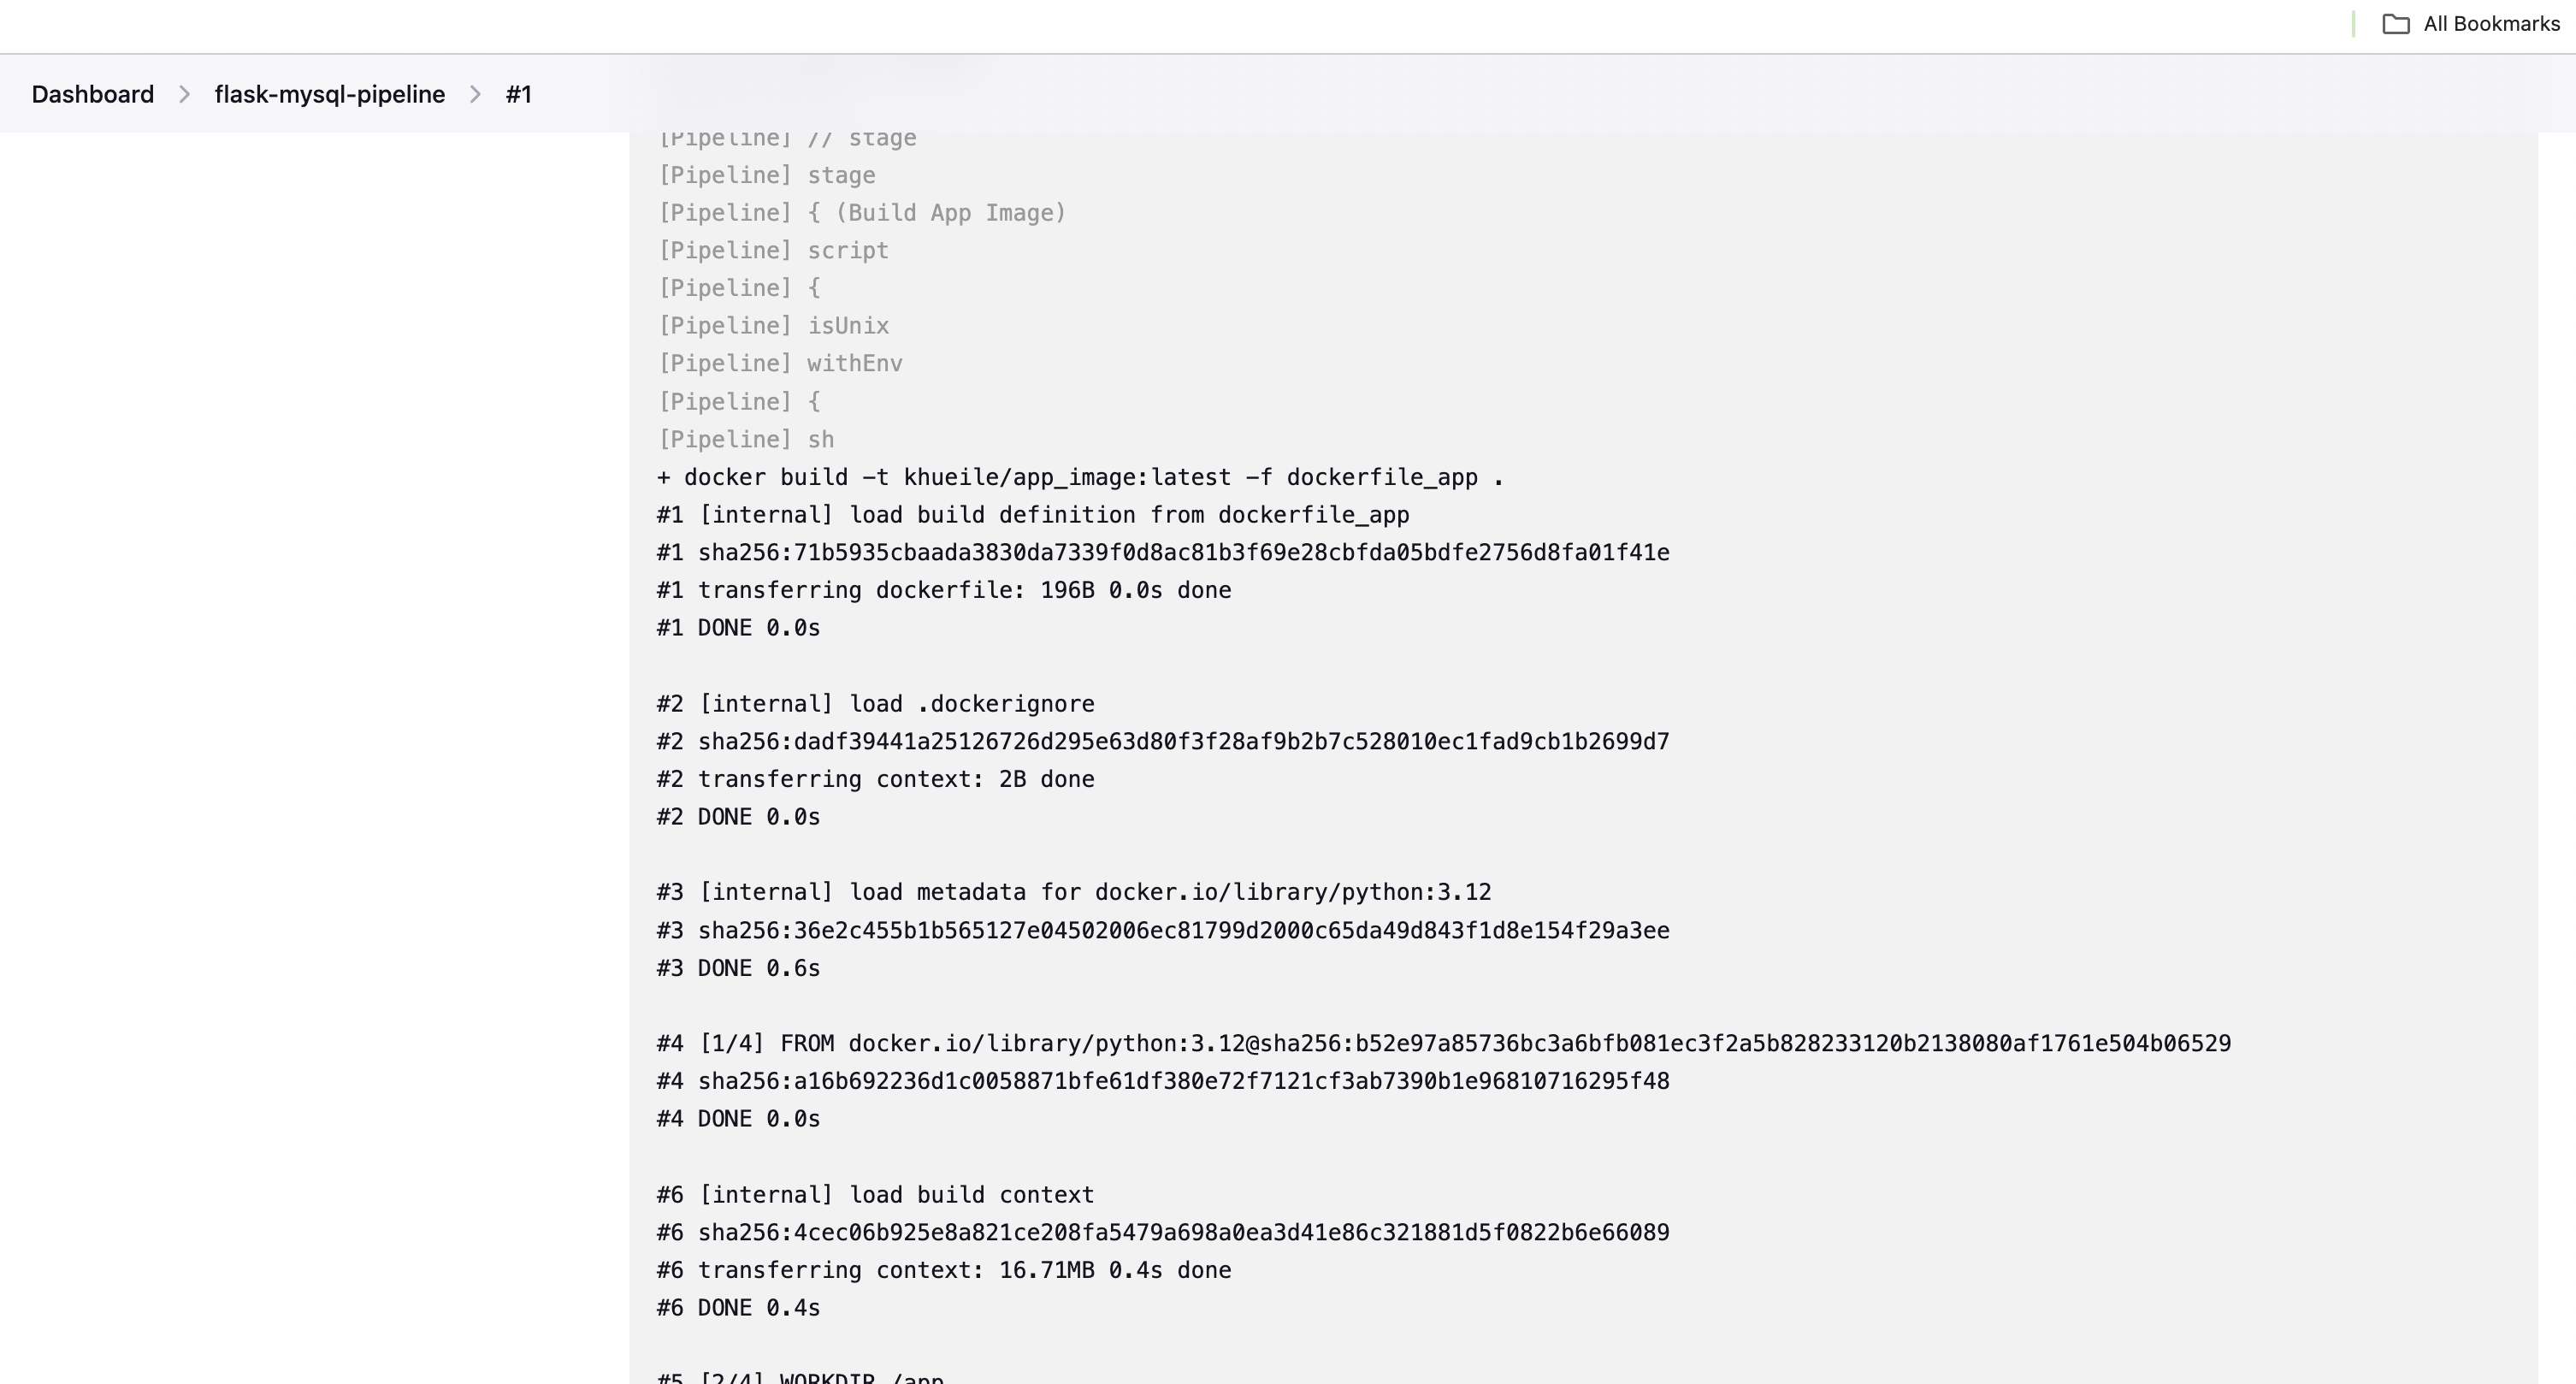 All Bookmarks
Dashboard > flask-mysql-pipeline > #1
[Pipeline] // stage
[Pipeline] stage
[Pipeline] { (Build App Image)
[Pipeline] script
[Pipeline] {
[Pipeline] isUnix
[Pipeline] withEnv
[Pipeline] {
[Pipeline] sh
+ docker build -t khueile/app_image:latest -f dockerfile_app .
#1 [internal] load build definition from dockerfile_app
#1 sha256:71b5935cbaada3830da7339f0d8ac81b3f69e28cbfda05bdfe2756d8fa01f41e
#1 transferring dockerfile: 196B 0.0s done
#1 DONE 0.0s
#2 [internal] load .dockerignore
#2 sha256:dadf39441a25126726d295e63d80f3f28af9b2b7c528010ec1fad9cb1b2699d7
#2 transferring context: 2B done
#2 DONE 0.0s
#3 [internal] load metadata for docker.io/library/python:3.12
#3 sha256:36e2c455b1b565127e04502006ec81799d2000c65da49d843f1d8e154f29a3ee
#3 DONE 0.6s
#4 [1/4] FROM docker.io/library/python:3.12@sha256:b52e97a85736bc3a6bfb081ec3f2a5b828233120b2138080af1761e504b06529
#4 sha256:a16b692236d1c0058871bfe61df380e72f7121cf3ab7390b1e96810716295f48
#4 DONE 0.0s
#6 [internal] load build context
#6 sha256:4cec06b925e8a821ce208fa5479a698a0ea3d41e86c321881d5f0822b6e66089
#6 transferring context: 16.71MB 0.4s done
#6 DONE 0.4s
#5 [2/4] WORKDIR /app